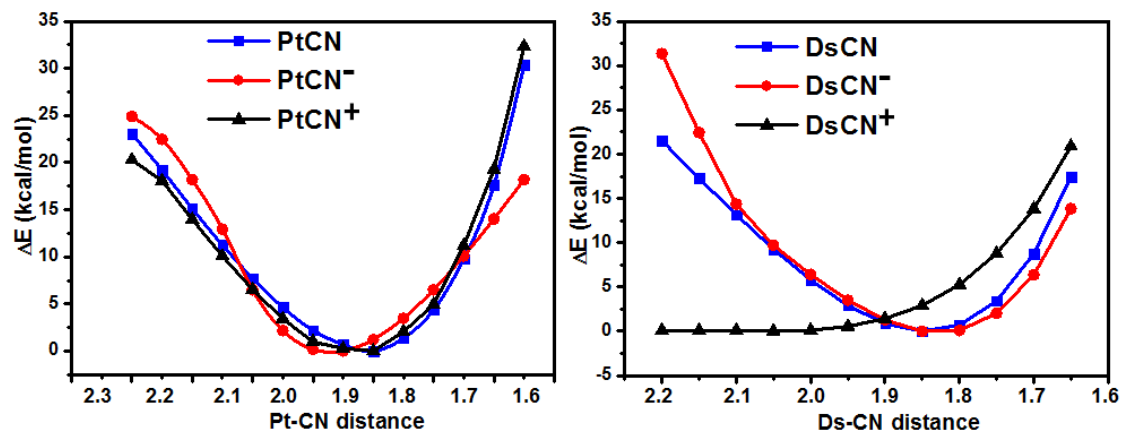 35
30
25
20
15
10
5
0
ΔE (kcal/mol)
PtCN
PtCN⁻
PtCN⁺
2.3 2.2 2.1 2.0 1.9 1.8 1.7 1.6
Pt-CN distance
35
30
25
20
15
10
5
0
-5
ΔE (kcal/mol)
DsCN
DsCN⁻
DsCN⁺
2.2 2.1 2.0 1.9 1.8 1.7 1.6
Ds-CN distance